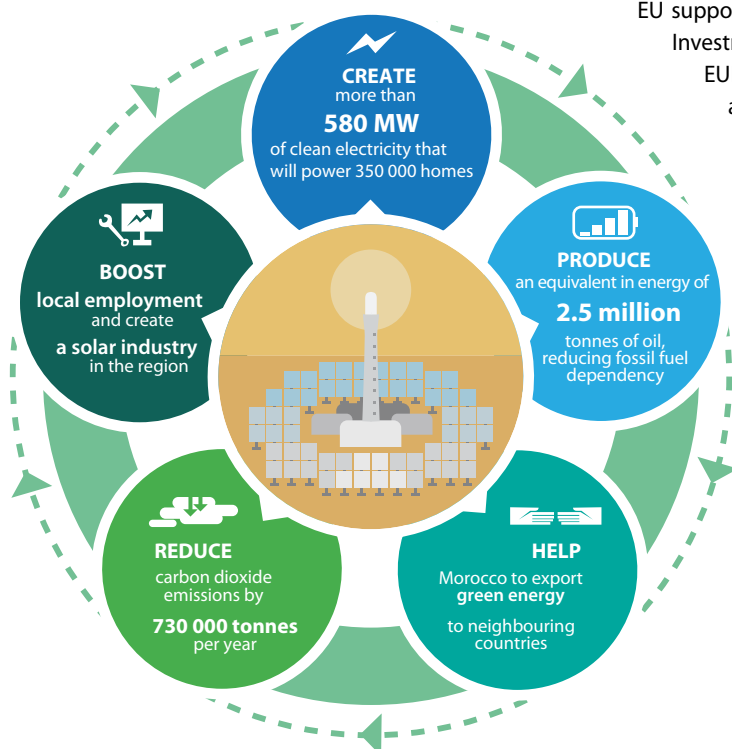 EU
Investr
EU
CREATE
more than
580 MW
of clean electricity that
will power 350 000 homes
PRODUCE
an equivalent in energy of
2.5 million
tonnes of oil,
reducing fossil fuel
dependency
HELP
Morocco to export
green energy
to neighbouring
countries
REDUCE
carbon dioxide
emissions by
730 000 tonnes
per year
BOOST
local employment
and create
a solar industry
in the region